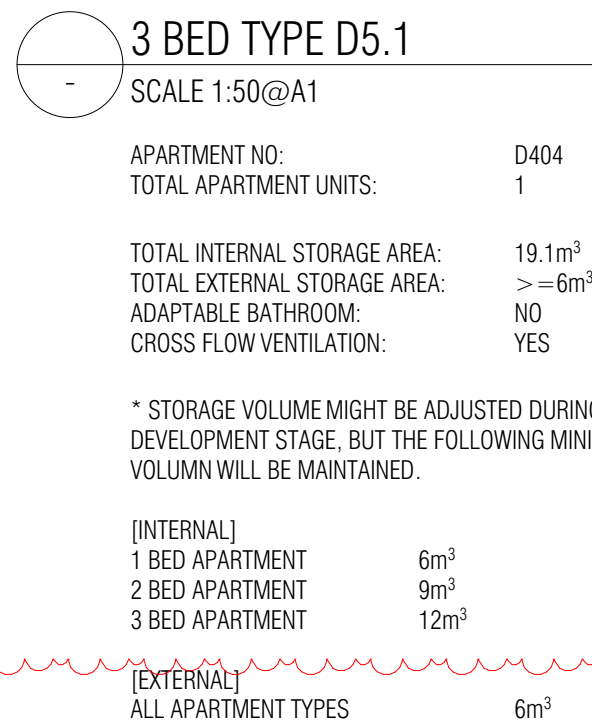 3 BED TYPE D5.1
-
SCALE 1:50@A1
APARTMENT NO: D404
TOTAL APARTMENT UNITS: 1
TOTAL INTERNAL STORAGE AREA: 19.1m³
TOTAL EXTERNAL STORAGE AREA: >=6m³
ADAPTABLE BATHROOM: NO
CROSS FLOW VENTILATION: YES
* STORAGE VOLUME MIGHT BE ADJUSTED DURING
DEVELOPMENT STAGE, BUT THE FOLLOWING MINI
VOLUMN WILL BE MAINTAINED.
[INTERNAL]
1 BED APARTMENT 6m³
2 BED APARTMENT 9m³
3 BED APARTMENT 12m³
[EXTERNAL]
ALL APARTMENT TYPES 6m³